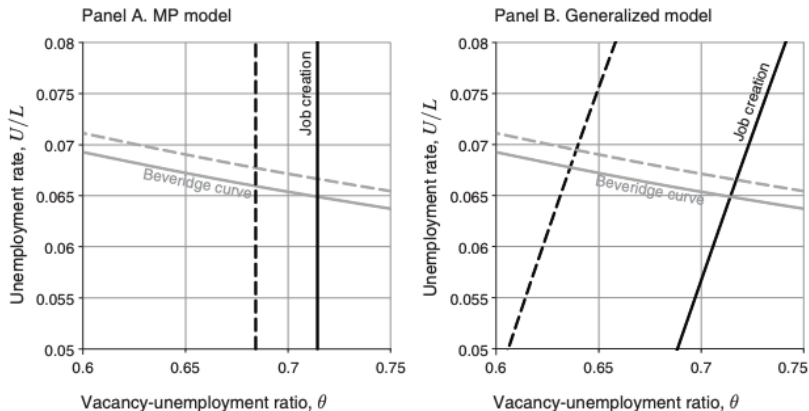 Panel A. MP model
0.08
0.075
0.07
0.065
0.06
0.055
0.05
0.6
0.65
0.7
0.75
Unemployment rate, U/L
Vacancy-unemployment ratio, θ
Job creation
Beveridge curve
Panel B. Generalized model
0.08
0.075
0.07
0.065
0.06
0.055
0.05
0.6
0.65
0.7
0.75
Unemployment rate, U/L
Vacancy-unemployment ratio, θ
Job creation
Beveridge curve